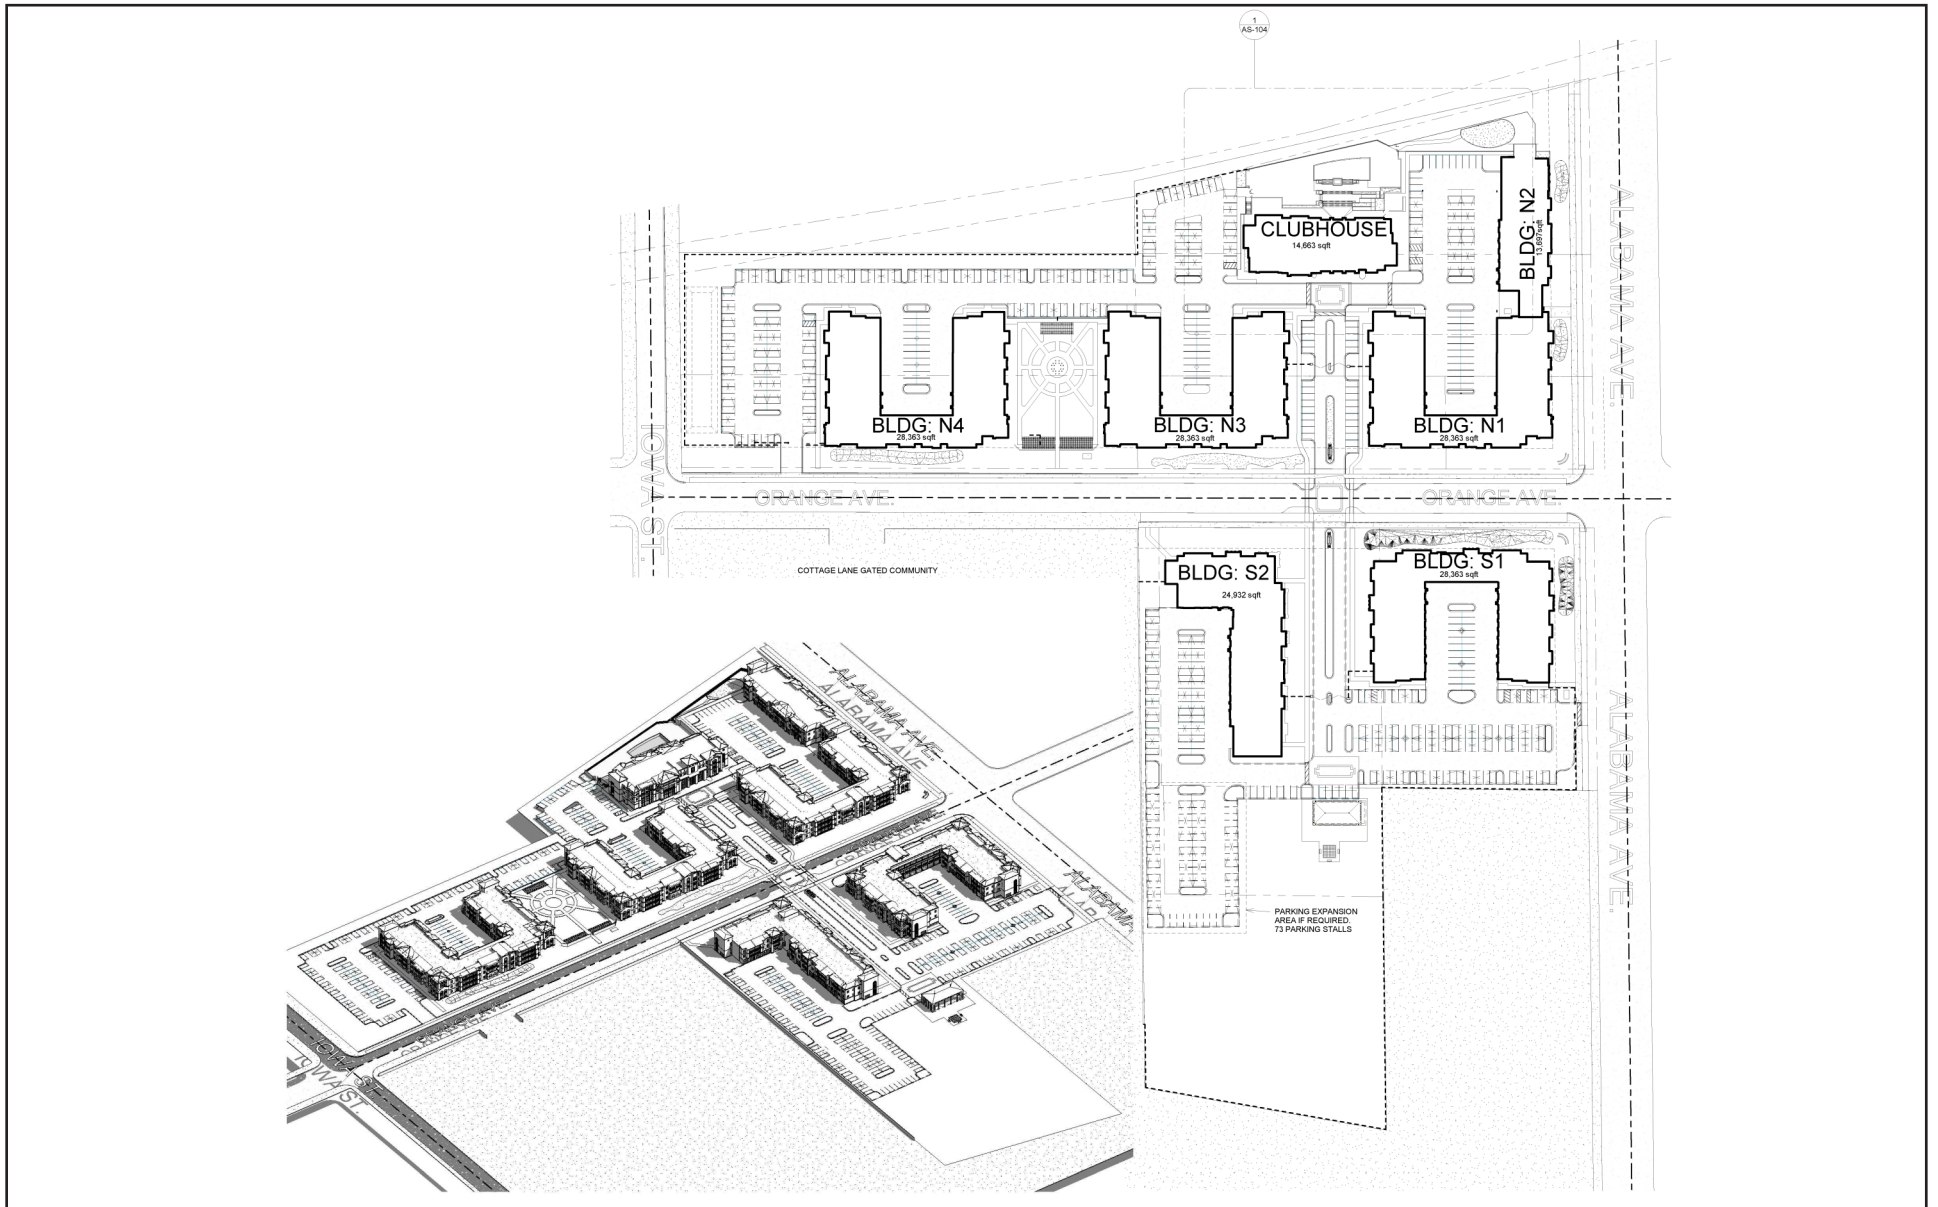 1
AS-104
ALABAMA AVE.
BLDG: N2
13,697sqft
CLUBHOUSE
14,663 sqft
BLDG: N4
28,363 sqft
BLDG: N3
28,363 sqft
BLDG: N1
28,363 sqft
IOWA ST.
ORANGE AVE.
ORANGE AVE.
COTTAGE LANE GATED COMMUNITY
BLDG: S2
24,932 sqft
BLDG: S1
28,363 sqft
ALABAMA AVE.
PARKING EXPANSION
AREA IF REQUIRED.
73 PARKING STALLS
ALABAMA AVE.
ALABAMA AVE.
IOWA ST.